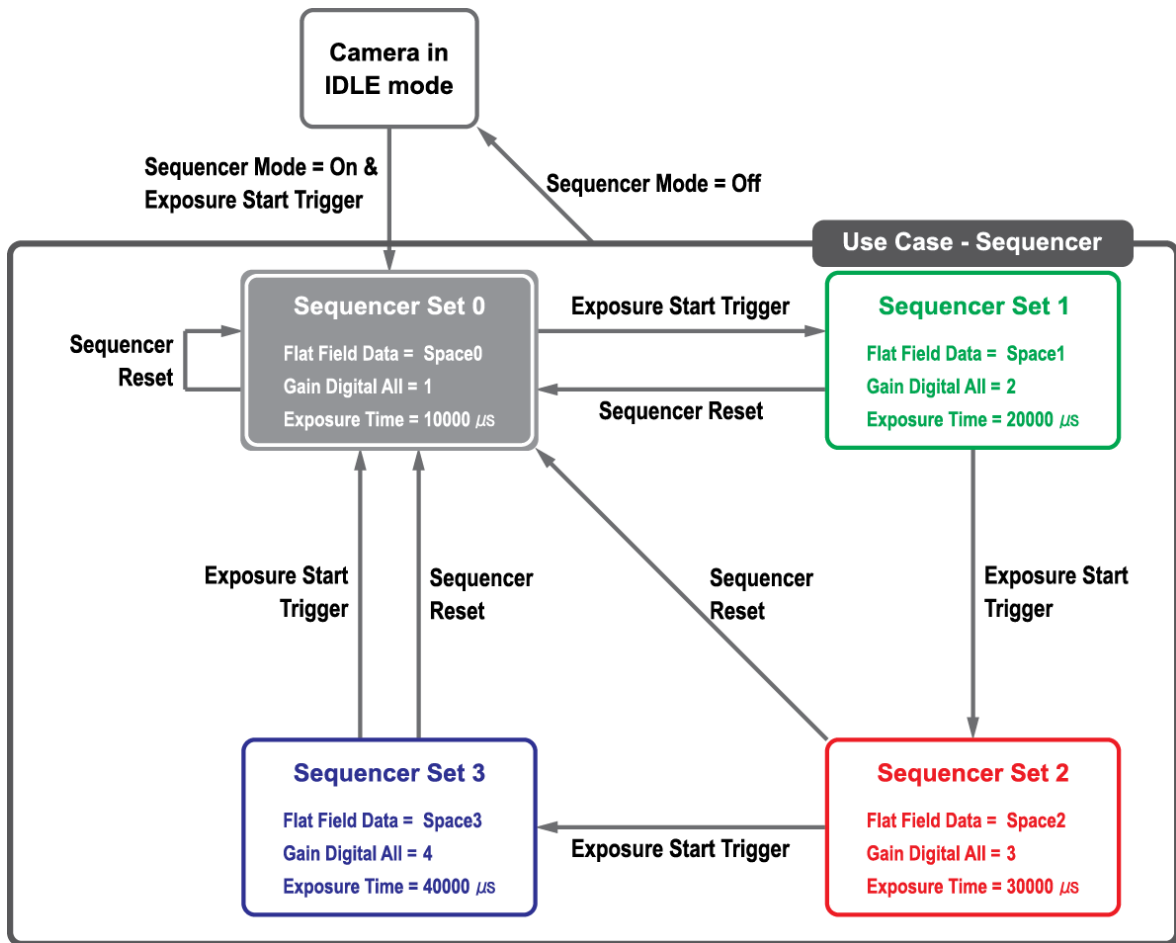 Camera in
IDLE mode
Sequencer Mode = On &
Exposure Start Trigger
Sequencer Mode = Off
Use Case - Sequencer
Sequencer Set 0
Flat Field Data = Space0
Gain Digital All = 1
Exposure Time = 10000 μs
Sequencer
Reset
Exposure Start Trigger
Sequencer Reset
Sequencer Set 1
Flat Field Data = Space1
Gain Digital All = 2
Exposure Time = 20000 μs
Exposure Start
Trigger
Sequencer
Reset
Sequencer
Reset
Exposure Start
Trigger
Sequencer Set 3
Flat Field Data = Space3
Gain Digital All = 4
Exposure Time = 40000 μs
Exposure Start Trigger
Sequencer Set 2
Flat Field Data = Space2
Gain Digital All = 3
Exposure Time = 30000 μs